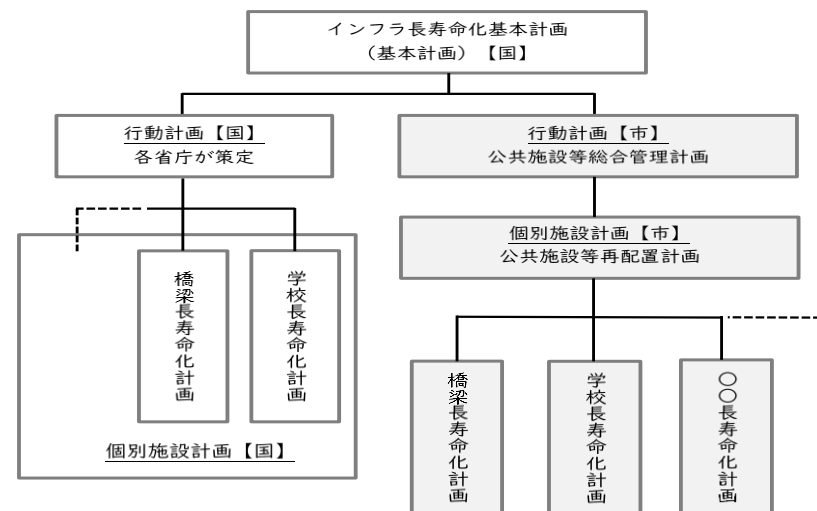 インフラ長寿命化基本計画
（基本計画）【国】
行動計画【国】
各省庁が策定
行動計画【市】
公共施設等総合管理計画
個別施設計画【市】
公共施設等再配置計画
橋梁長寿命化計画
学校長寿命化計画
個別施設計画【国】
橋梁長寿命化計画
学校長寿命化計画
〇〇長寿命化計画